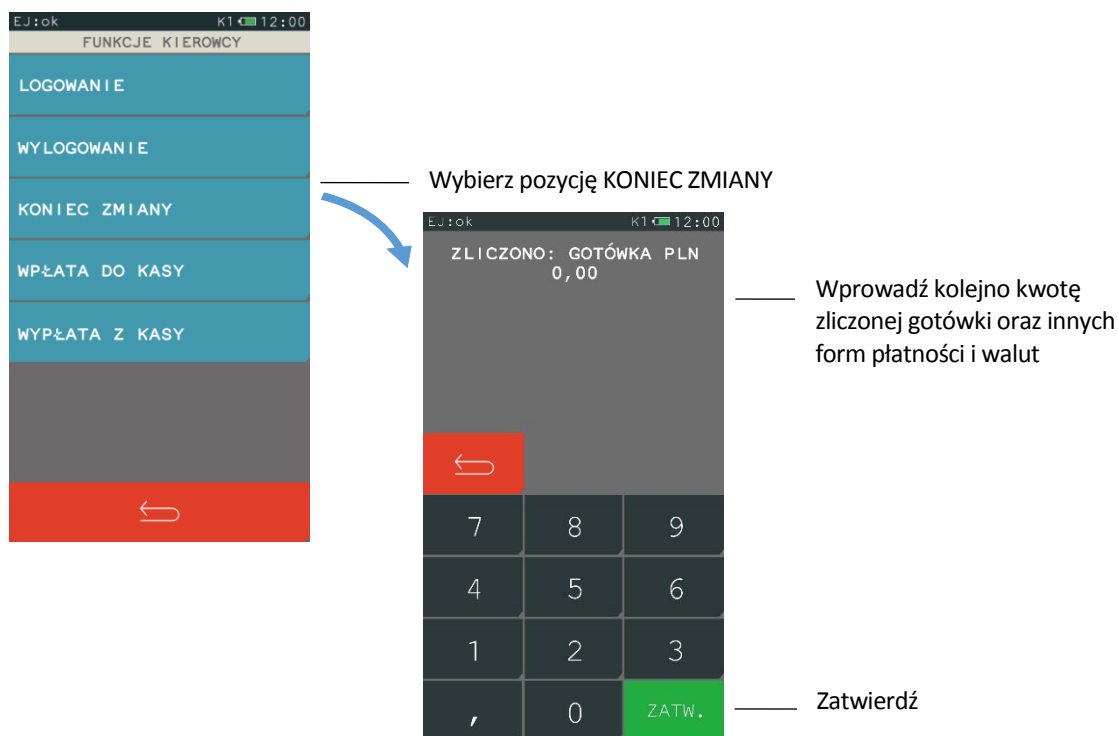 EJ:ok K1 12:00
FUNKCJE KIEROWCY
LOGOWANIE
WYLOGOWANIE
KONIEC ZMIANY
WPŁATA DO KASY
WYPŁATA Z KASY
Wybierz pozycję KONIEC ZMIANY
EJ:ok K1 12:00
ZLICZONO: GOTÓWKA PLN
0,00
Wprowadź kolejno kwotę
zliczonej gotówki oraz innych
form płatności i walut
7 8 9
4 5 6
1 2 3
, 0 ZATW.
Zatwierdź